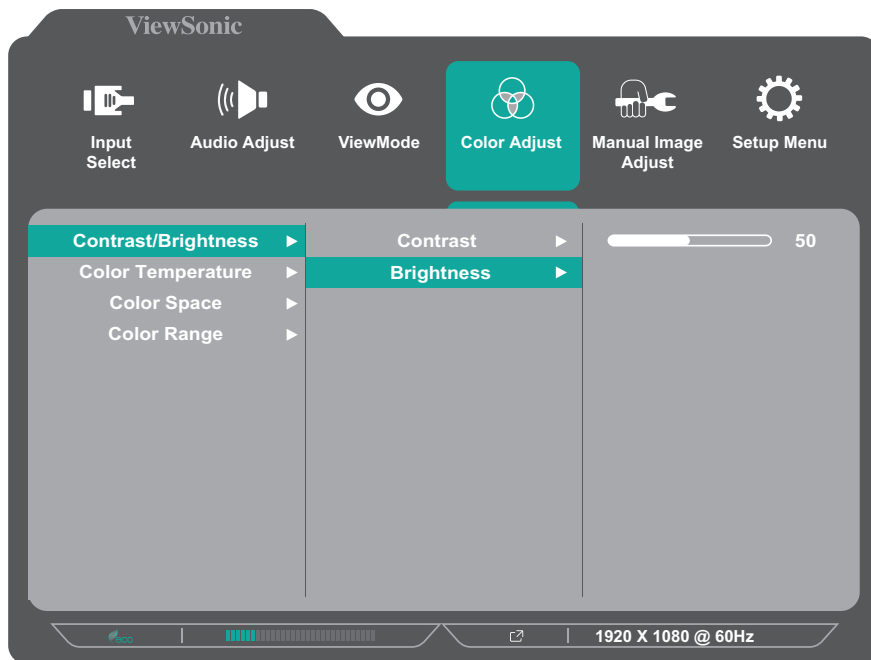 ViewSonic
Input Select
Audio Adjust
ViewMode
Color Adjust
Manual Image Adjust
Setup Menu
Contrast/Brightness
Contrast
50
Color Temperature
Brightness
Color Space
Color Range
eco
1920 X 1080 @ 60Hz